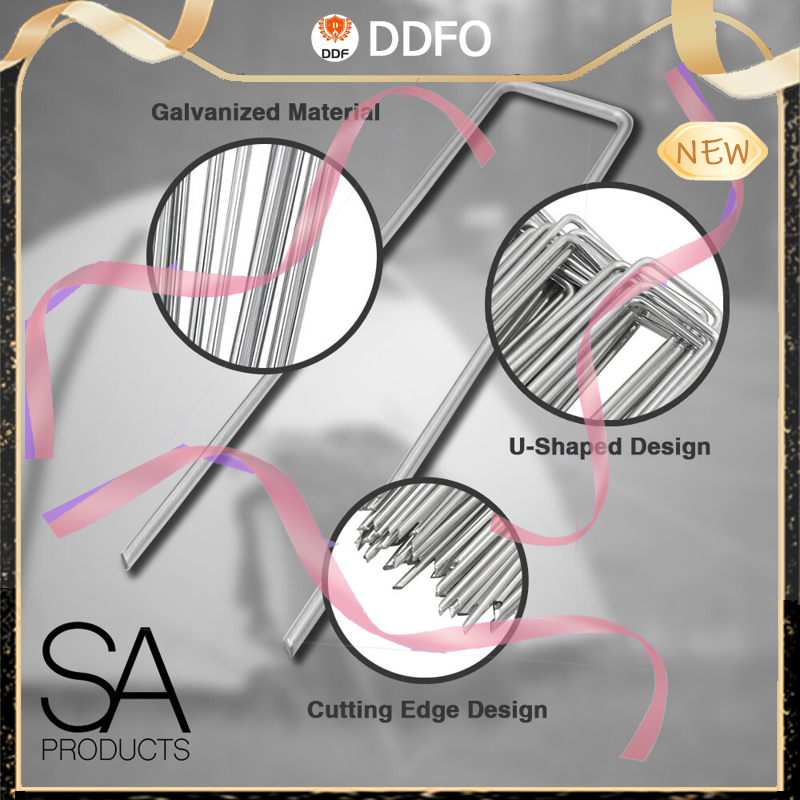 DDF
DDFO
Galvanized Material
NEW
U-Shaped Design
Cutting Edge Design
SA
PRODUCTS